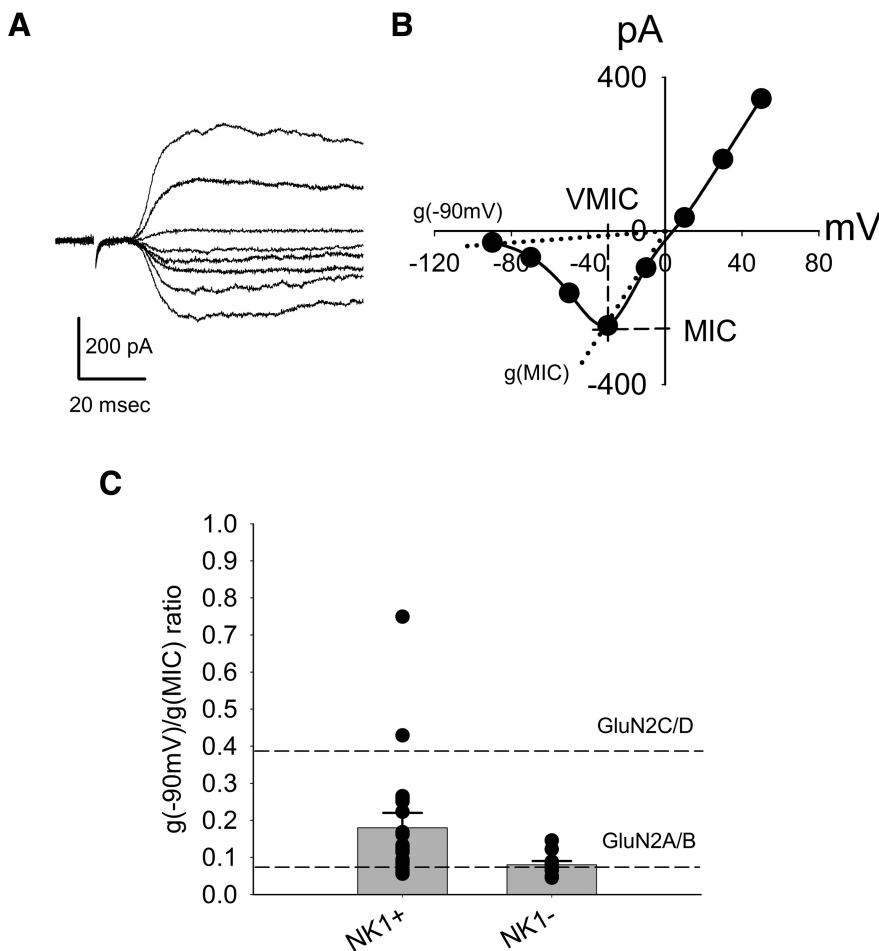 A
200 pA
20 msec
B
pA
400
VMIC
g(-90mV)
0
mV
-120
-80
-40
0
40
80
MIC
g(MIC)
-400
C
1.0
0.9
0.8
0.7
0.6
0.5
0.4
0.3
0.2
0.1
0.0
g(-90mV)/g(MIC) ratio
GluN2C/D
GluN2A/B
NK1+
NK1-